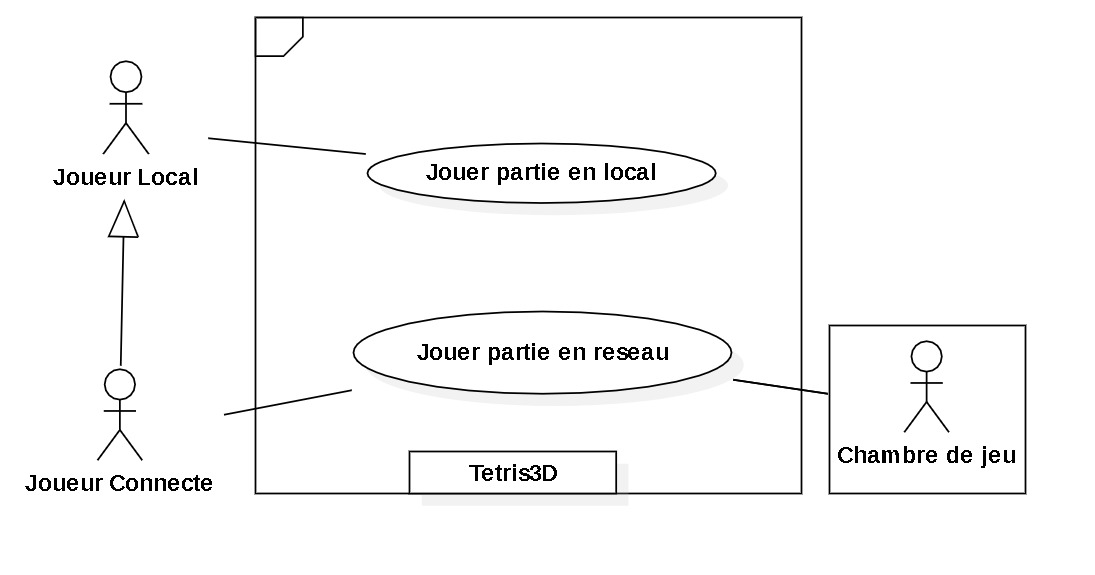 Joueur Local
Jouer partie en local
Jouer partie en reseau
Chambre de jeu
Joueur Connecte
Tetris3D